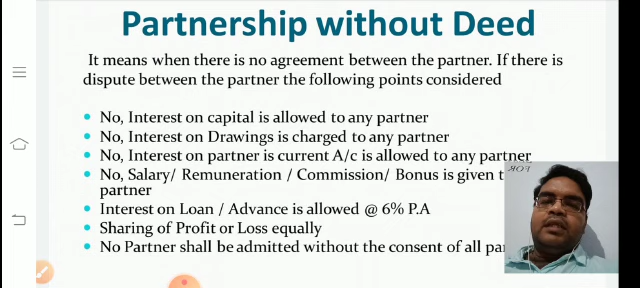 Partnership without Deed
It means when there is no agreement between the partner. If there is
dispute between the partner the following points considered
No, Interest on capital is allowed to any partner
No, Interest on Drawings is charged to any partner
No, Interest on partner is current A/c is allowed to any partner
No, Salary/ Remuneration / Commission/ Bonus is given
partner
Interest on Loan / Advance is allowed @ 6% P.A
Sharing of Profit or Loss equally
No Partner shall be admitted without the consent of all
FOR